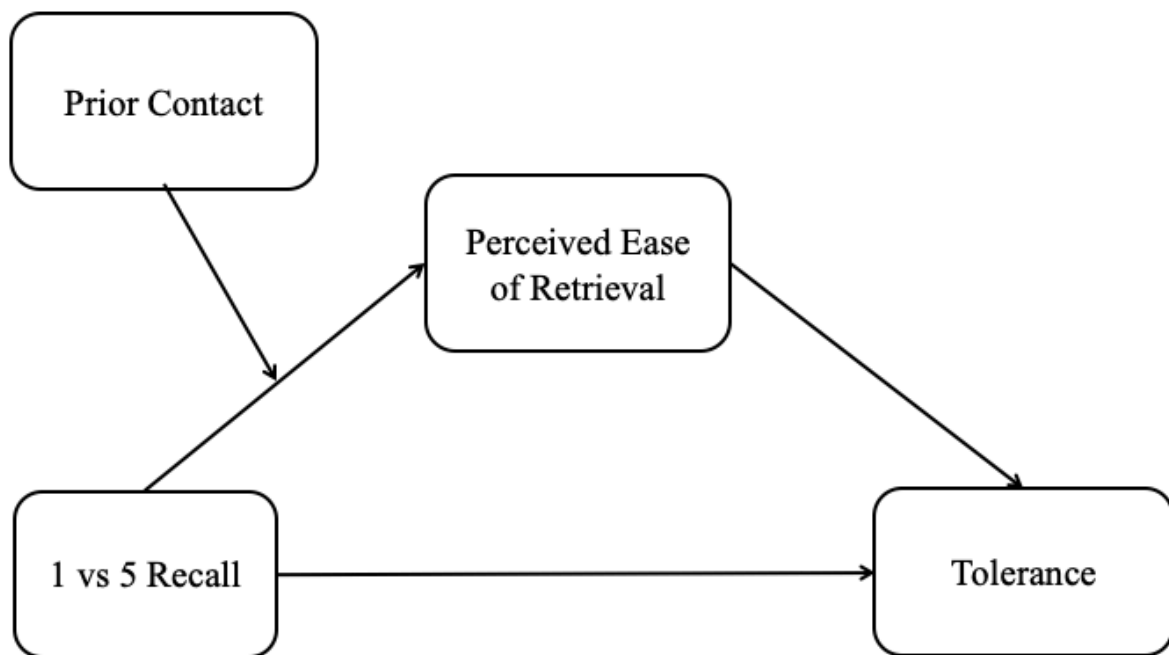 Prior Contact
Perceived Ease
of Retrieval
1 vs 5 Recall
Tolerance